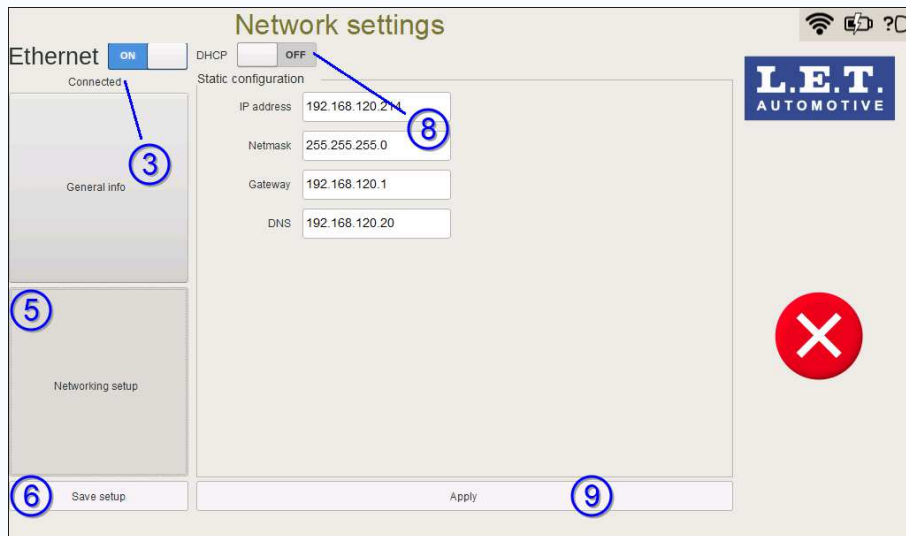 Network settings
Ethernet ON
DHCP OFF
Connected
Static configuration
L.E.T.
AUTOMOTIVE
IP address 192.168.120.214
8
Netmask 255.255.255.0
3
General info
Gateway 192.168.120.1
DNS 192.168.120.20
5
Networking setup
6 Save setup
Apply 9